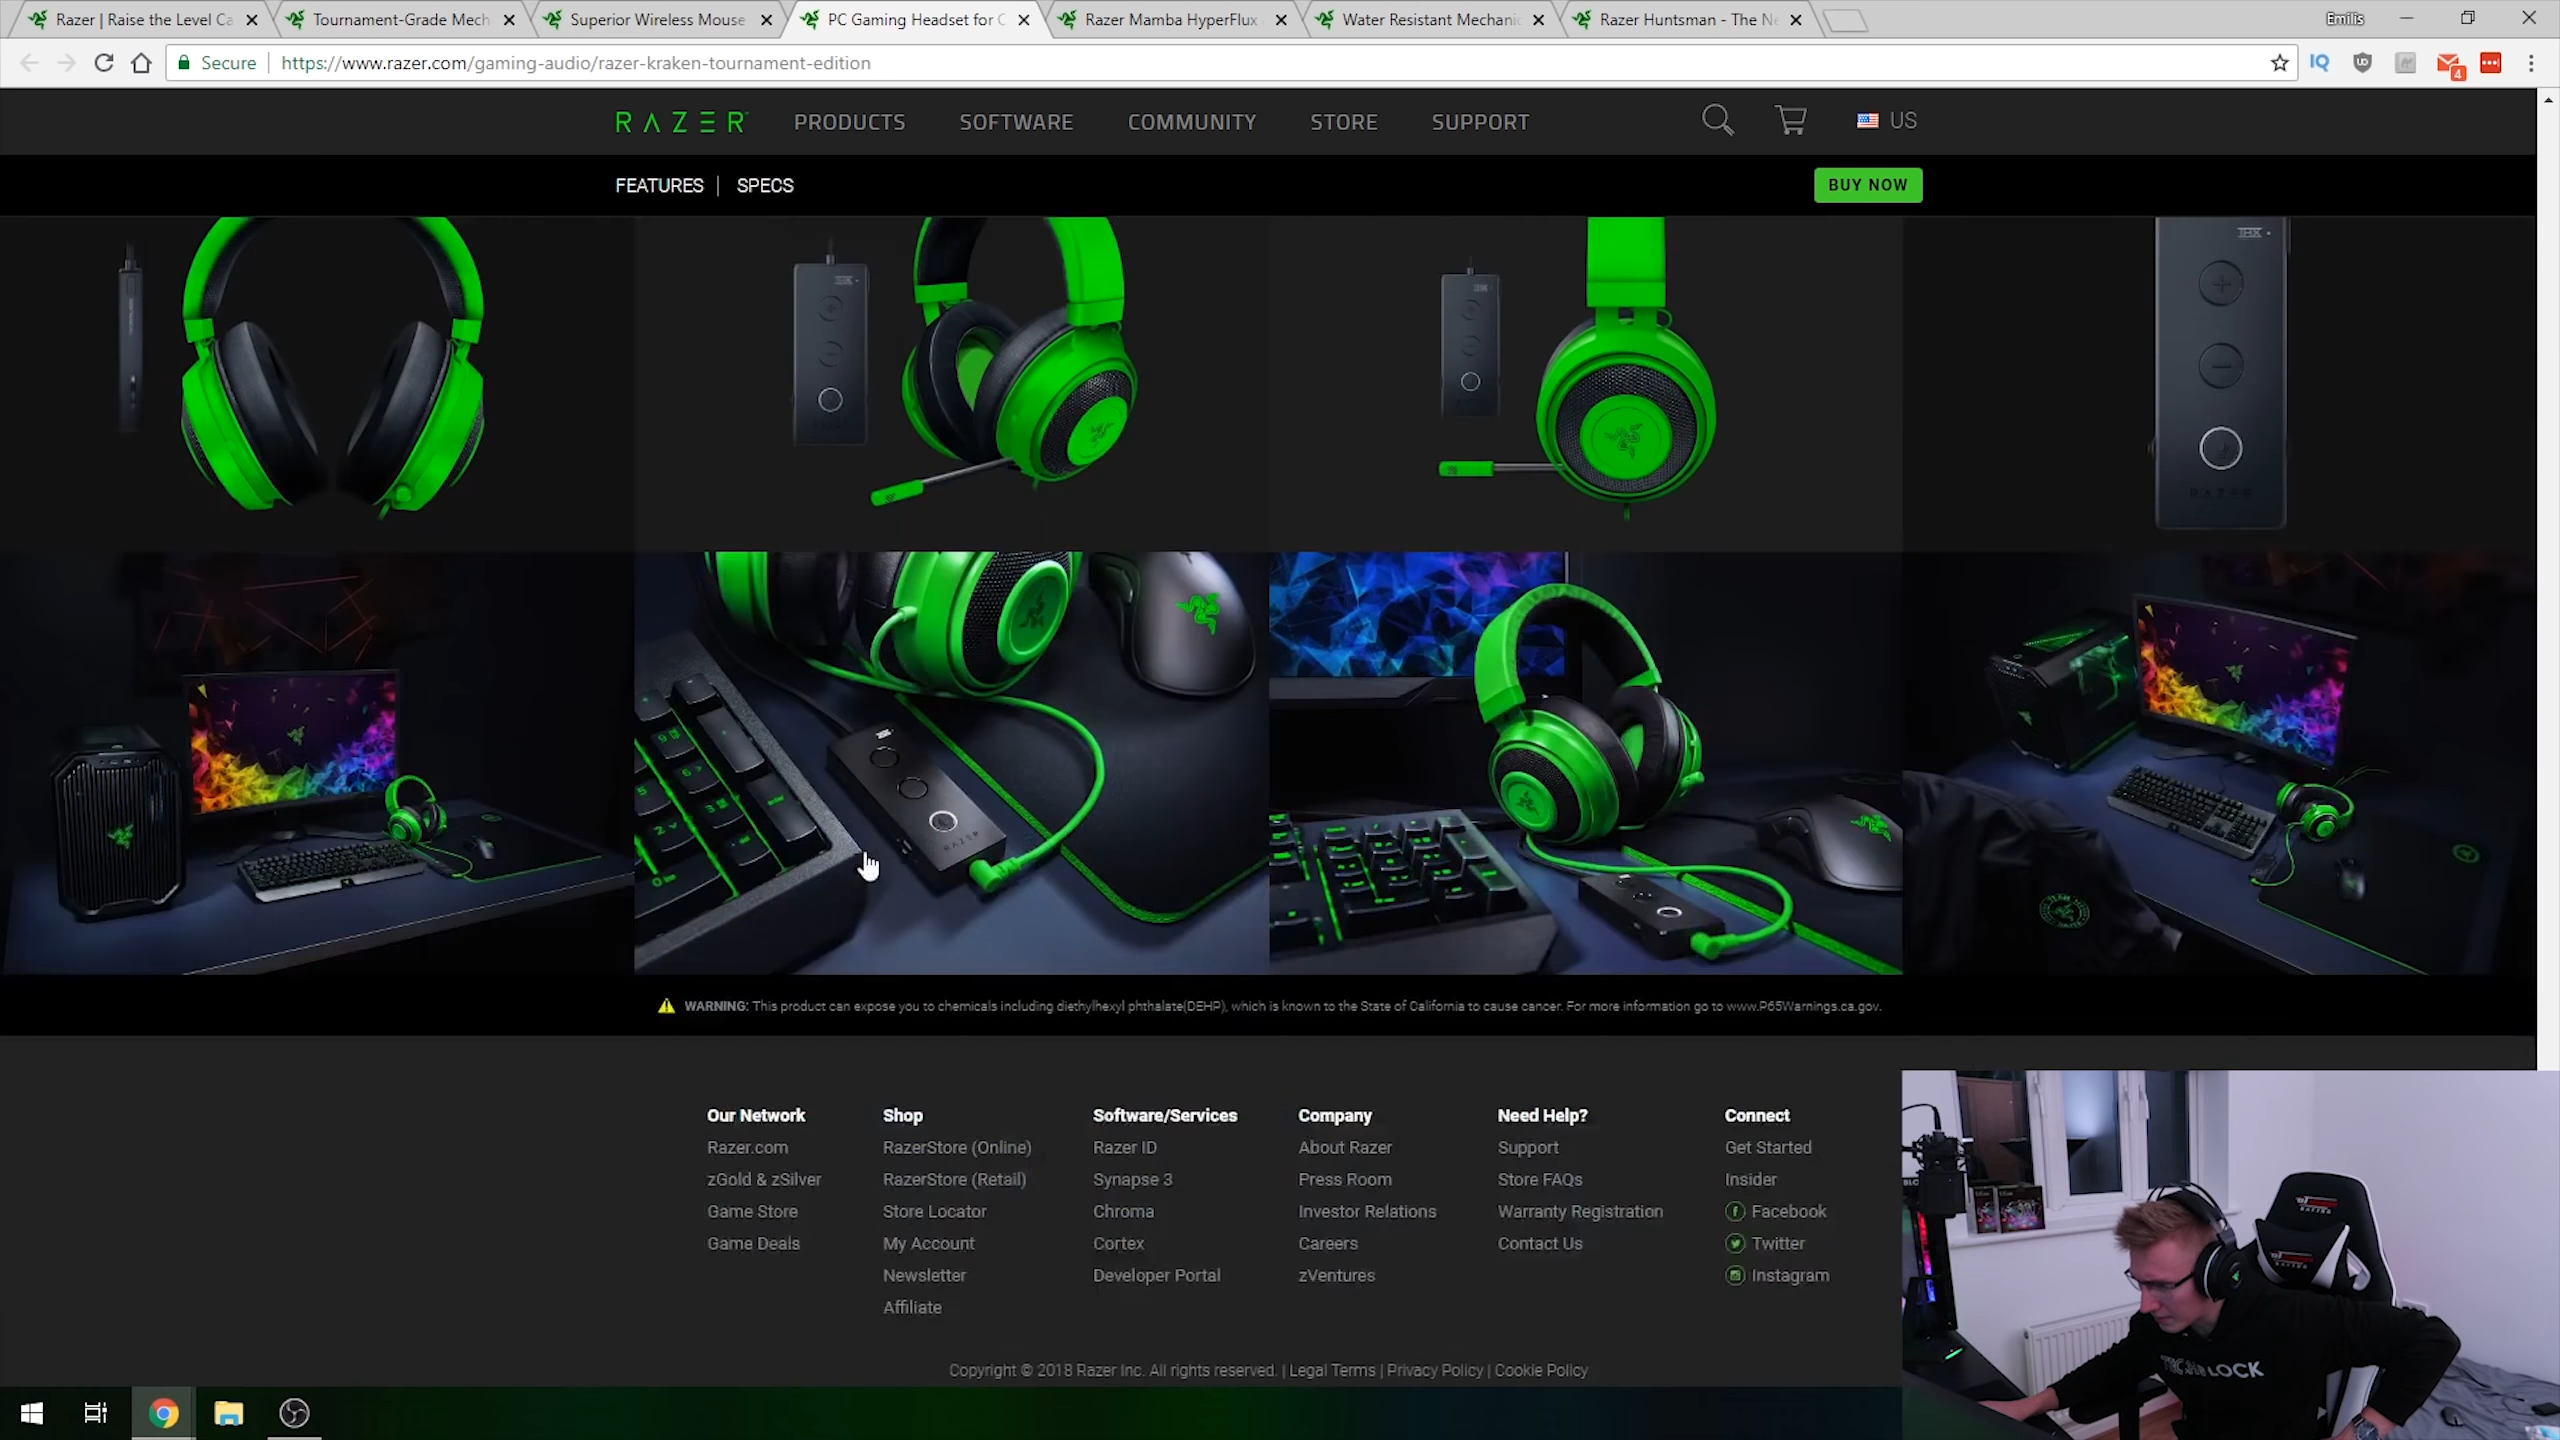 Razer | Raise the Level Ca
Tournament-Grade Mech
Superior Wireless Mouse
PC Gaming Headset for C
Razer Mamba HyperFlux
Water Resistant Mechanic
Razer Huntsman - The Ne
Emilis
Secure
https://www.razer.com/gaming-audio/razer-kraken-tournament-edition
IQ
4
RAZER
PRODUCTS
SOFTWARE
COMMUNITY
STORE
SUPPORT
US
FEATURES | SPECS
BUY NOW
THX
RAZER
WARNING: This product can expose you to chemicals including diethylhexyl phthalate(DEHP), which is known to the State of California to cause cancer. For more information go to www.P65Warnings.ca.gov.
Our Network
Razer.com
zGold & zSilver
Game Store
Game Deals
Shop
RazerStore (Online)
RazerStore (Retail)
Store Locator
My Account
Newsletter
Affiliate
Software/Services
Razer ID
Synapse 3
Chroma
Cortex
Developer Portal
Company
About Razer
Press Room
Investor Relations
Careers
zVentures
Need Help?
Support
Store FAQs
Warranty Registration
Contact Us
Connect
Get Started
Insider
Facebook
Twitter
Instagram
Copyright © 2018 Razer Inc. All rights reserved. | Legal Terms | Privacy Policy | Cookie Policy